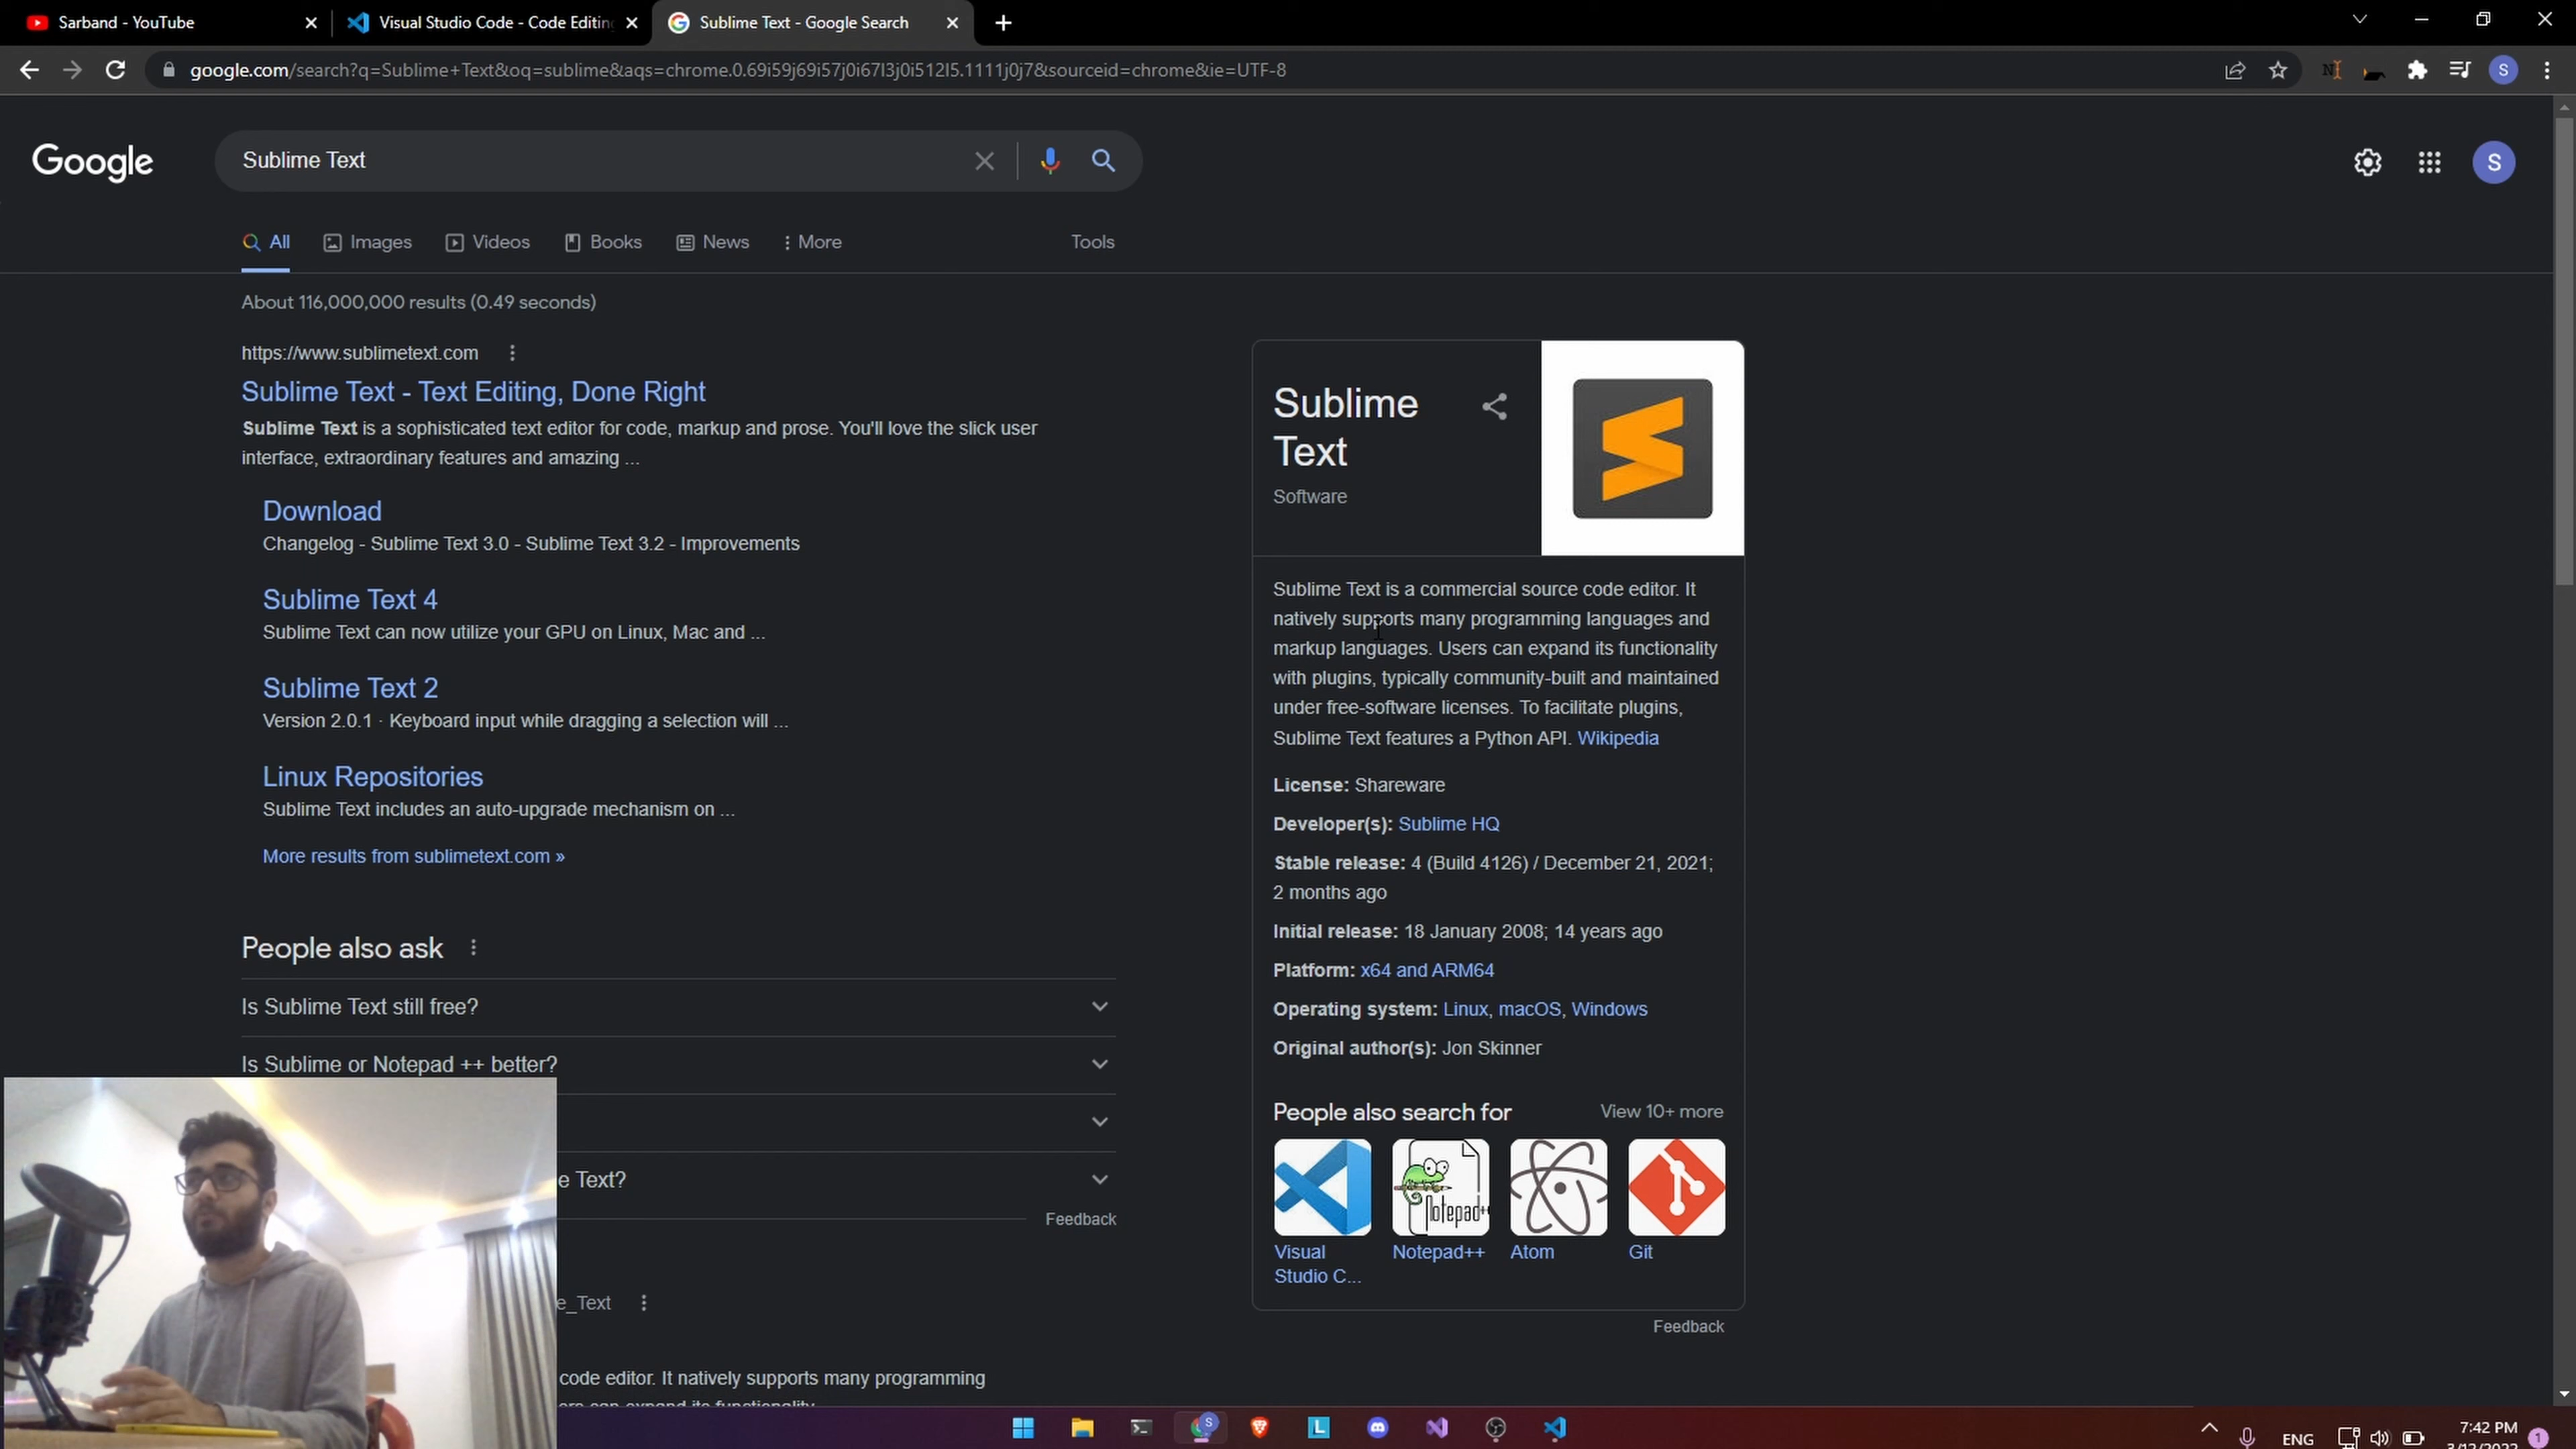 Sarband - YouTube
Visual Studio Code - Code Editin
Sublime Text - Google Search
google.com/search?q=Sublime+Text&oq=sublime&aqs=chrome.0.69i59j69i57j0i67l3j0i512l5.1111j0j7&sourceid=chrome&ie=UTF-8
S
Google
Sublime Text
S
All
Images
Videos
Books
News
More
Tools
About 116,000,000 results (0.49 seconds)
https://www.sublimetext.com
Sublime Text - Text Editing, Done Right
Sublime Text is a sophisticated text editor for code, markup and prose. You'll love the slick user
interface, extraordinary features and amazing ...
Download
Changelog - Sublime Text 3.0 - Sublime Text 3.2 - Improvements
Sublime Text 4
Sublime Text can now utilize your GPU on Linux, Mac and ...
Sublime Text 2
Version 2.0.1 · Keyboard input while dragging a selection will ...
Linux Repositories
Sublime Text includes an auto-upgrade mechanism on ...
More results from sublimetext.com »
People also ask
Is Sublime Text still free?
Is Sublime or Notepad ++ better?
e Text?
Feedback
e_Text
code editor. It natively supports many programming
Sublime
Text
Software
Sublime Text is a commercial source code editor. It
natively supports many programming languages and
markup languages. Users can expand its functionality
with plugins, typically community-built and maintained
under free-software licenses. To facilitate plugins,
Sublime Text features a Python API. Wikipedia
License: Shareware
Developer(s): Sublime HQ
Stable release: 4 (Build 4126) / December 21, 2021;
2 months ago
Initial release: 18 January 2008; 14 years ago
Platform: x64 and ARM64
Operating system: Linux, macOS, Windows
Original author(s): Jon Skinner
People also search for
View 10+ more
Notepad+
Visual
Studio C...
Notepad++
Atom
Git
Feedback
S
L
ENG
7:42 PM
1